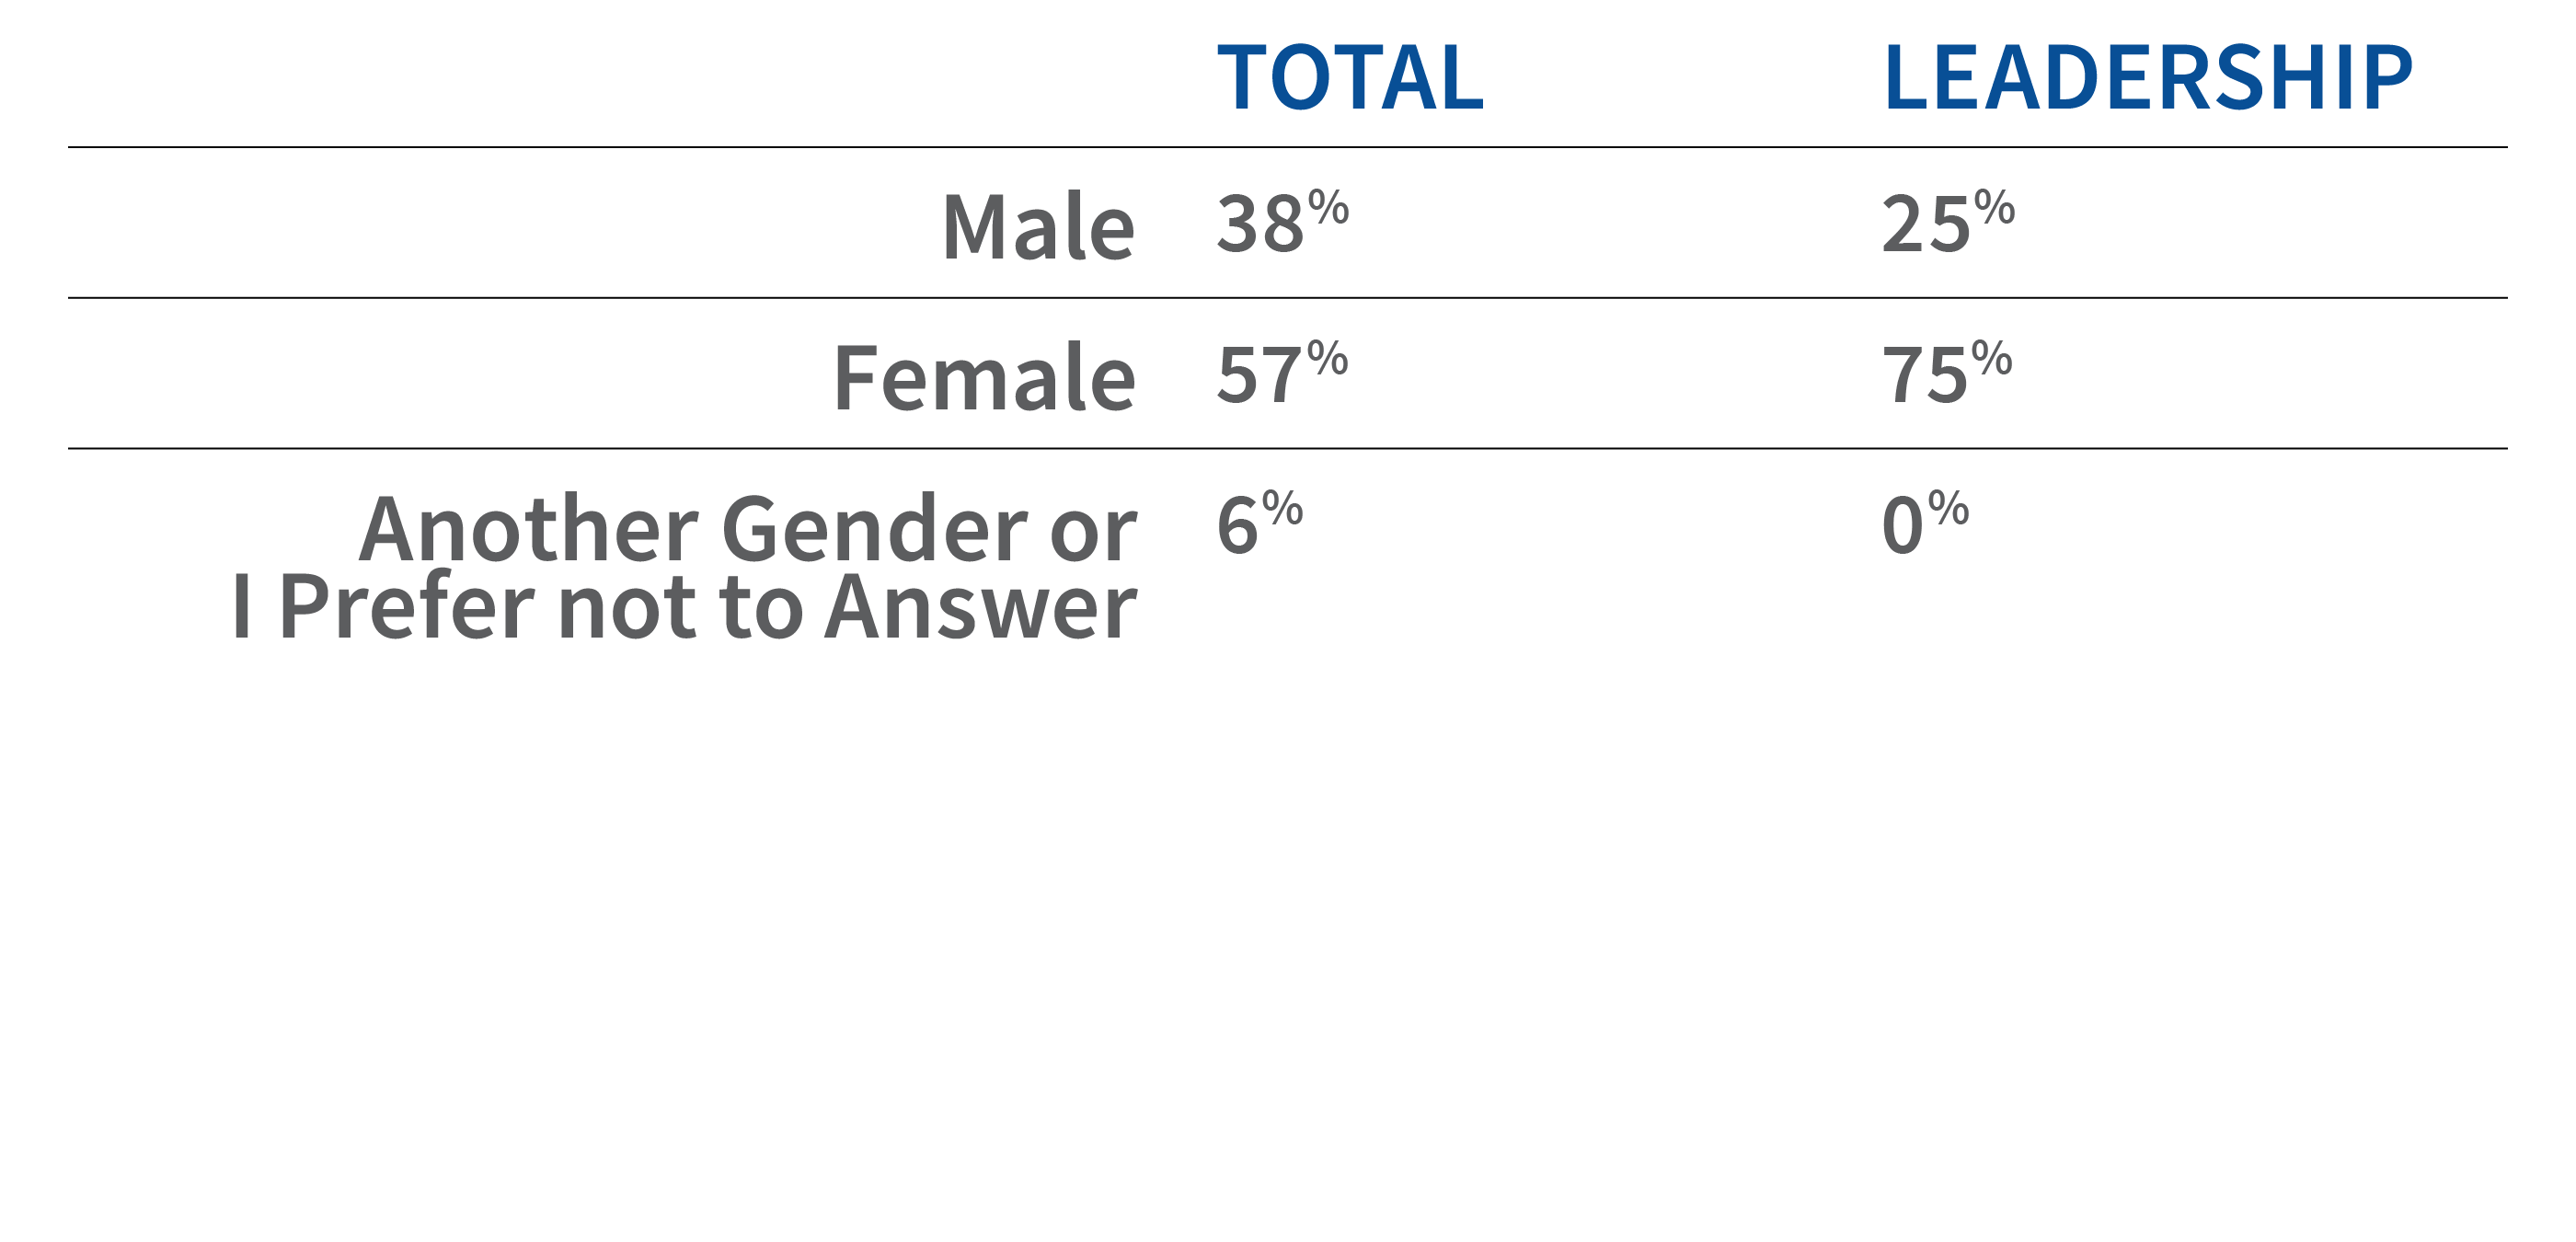 TOTAL LEADERSHIP
Male 38% 25%
Female 57% 75%
Another Gender or 6% 0%
I Prefer not to Answer